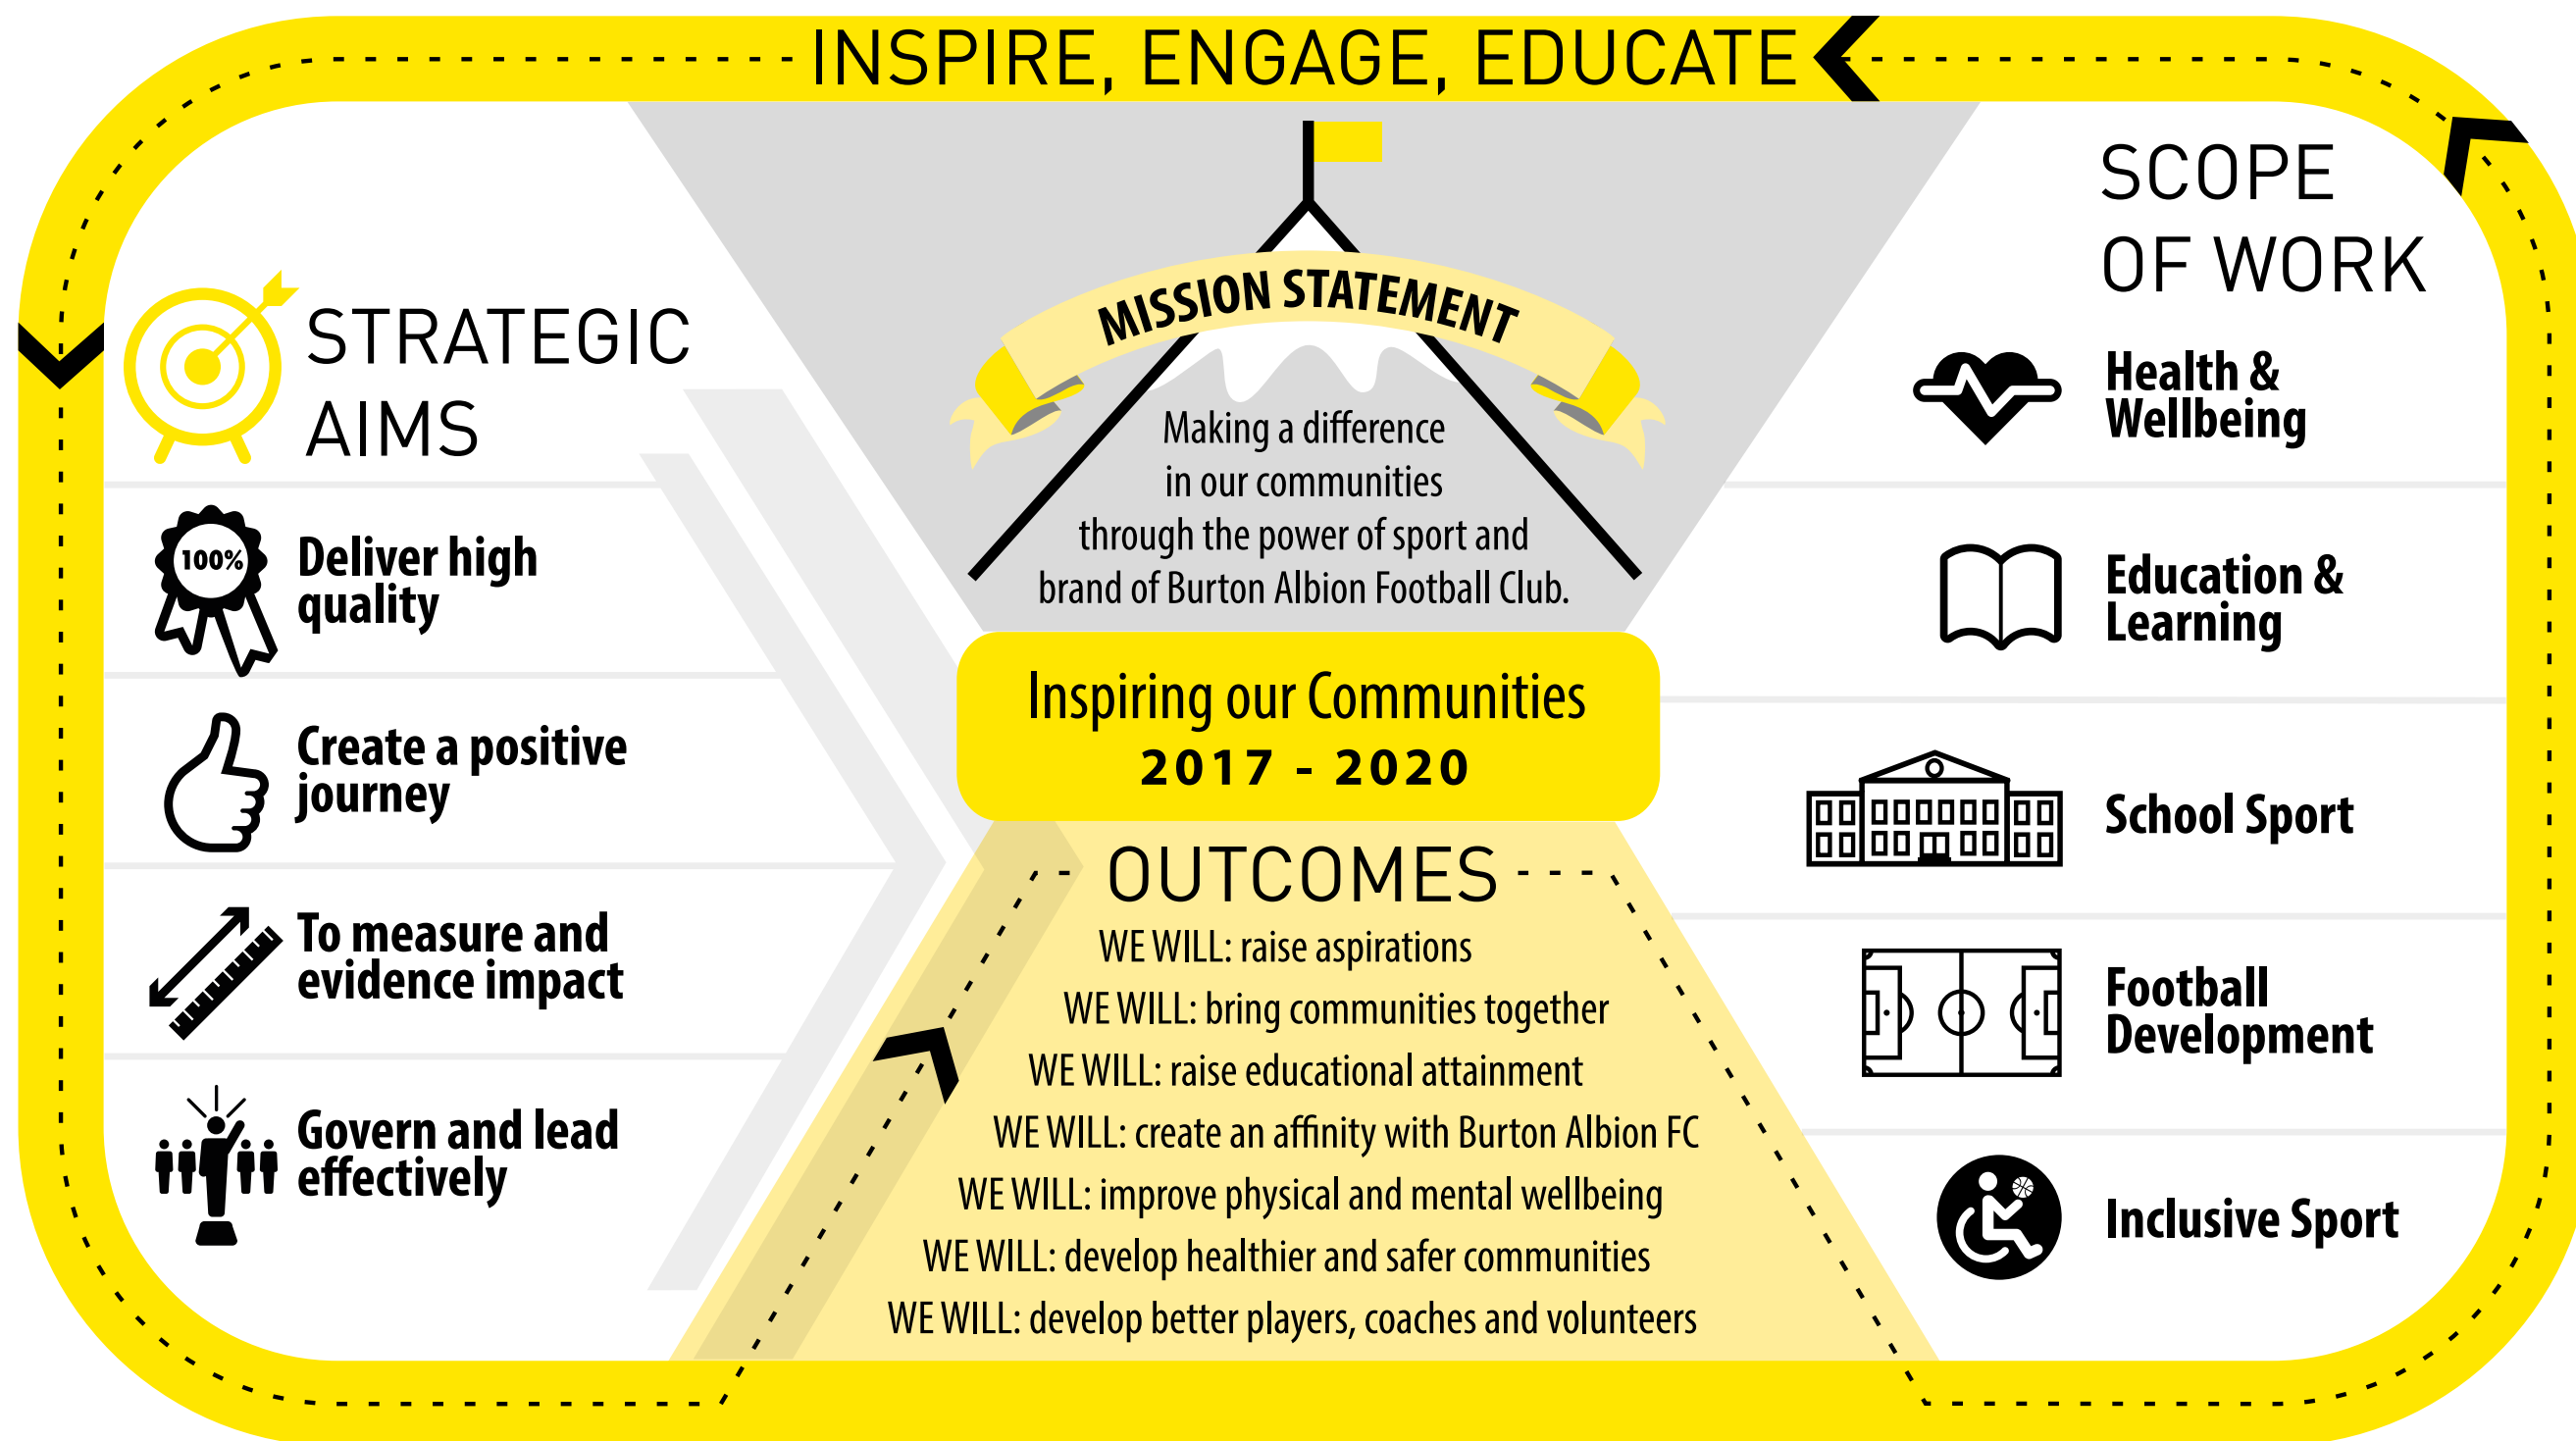 INSPIRE, ENGAGE, EDUCATE
STRATEGIC
AIMS
100%
Deliver high
quality
Create a positive
journey
To measure and
evidence impact
Govern and lead
effectively
MISSION STATEMENT
Making a difference
in our communities
through the power of sport and
brand of Burton Albion Football Club.
Inspiring our Communities
2017 - 2020
OUTCOMES
WE WILL: raise aspirations
WE WILL: bring communities together
WE WILL: raise educational attainment
WE WILL: create an affinity with Burton Albion FC
WE WILL: improve physical and mental wellbeing
WE WILL: develop healthier and safer communities
WE WILL: develop better players, coaches and volunteers
SCOPE
OF WORK
Health &
Wellbeing
Education &
Learning
School Sport
Football
Development
Inclusive Sport